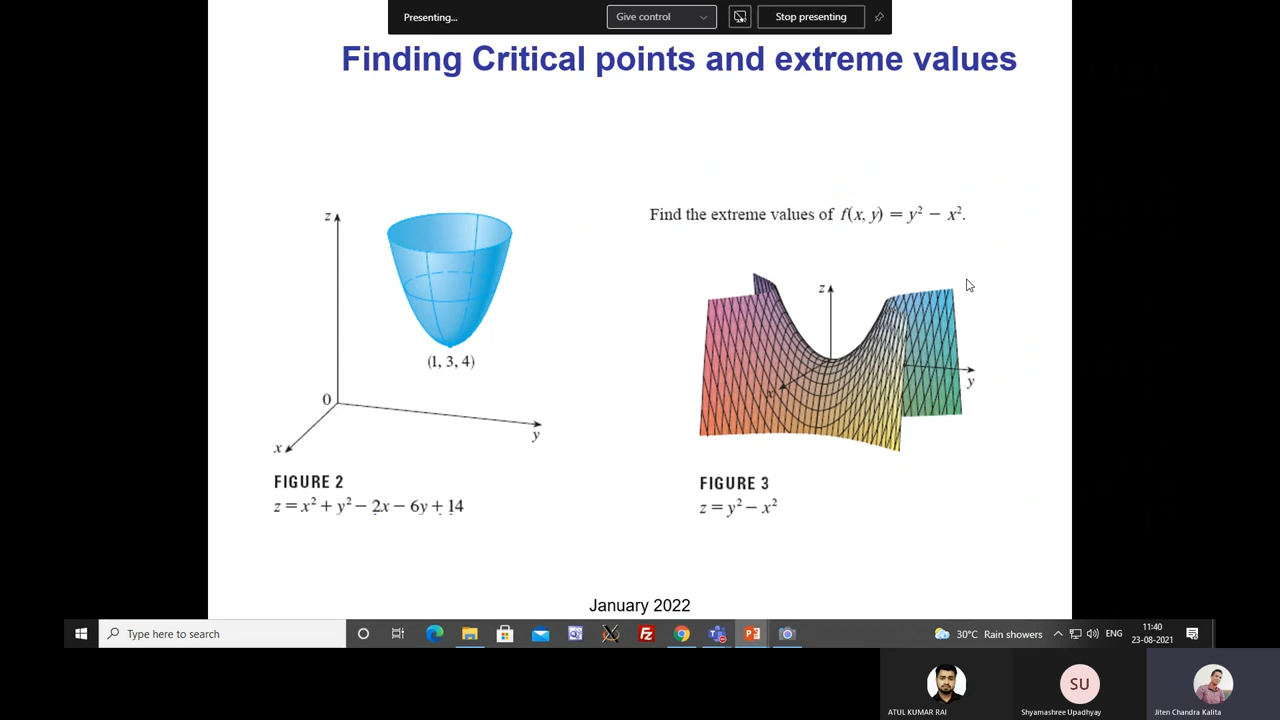 Presenting...
Give control
Stop presenting
Finding Critical points and extreme values
Find the extreme values of f(x, y) = y² − x².
z
(1, 3, 4)
0
x
y
z
x
y
FIGURE 2
z = x² + y² − 2x − 6y + 14
FIGURE 3
z = y² − x²
January 2022
Type here to search
30°C Rain showers
ENG
11:40
23-08-2021
SU
ATUL KUMAR RAI
Shyamashree Upadhyay
Jiten Chandra Kalita